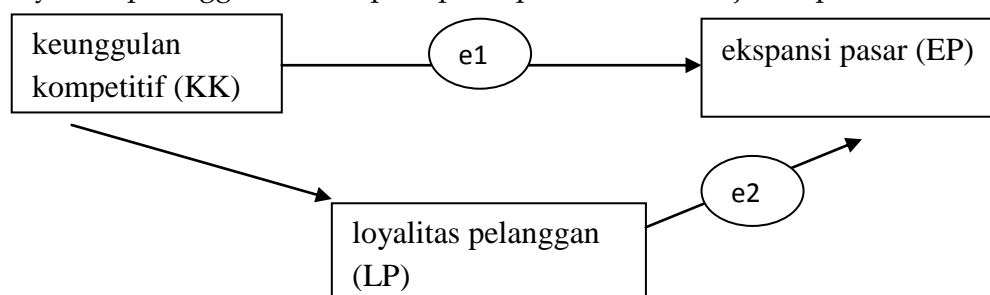 keunggulan
kompetitif (KK)
e1
ekspansi pasar (EP)
e2
loyalitas pelanggan
(LP)